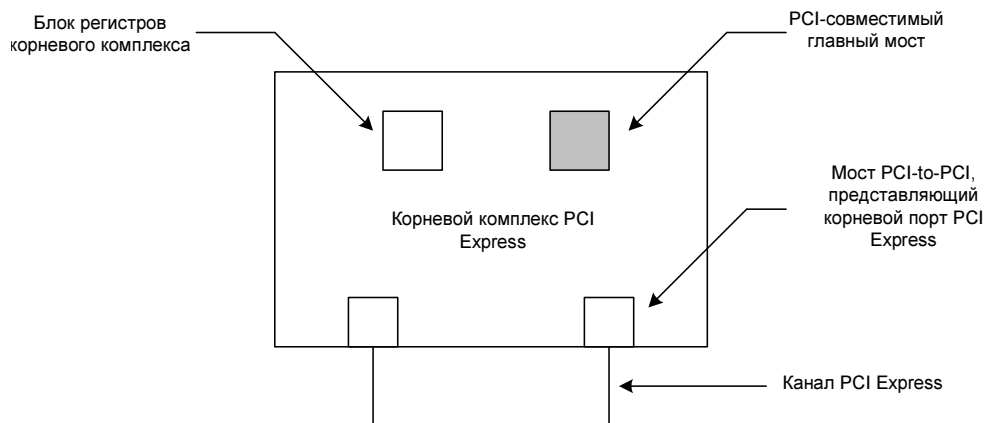 Блок регистров
корневого комплекса
PCI-совместимый
главный мост
Корневой комплекс PCI
Express
Мост PCI-to-PCI,
представляющий
корневой порт PCI
Express
Канал PCI Express